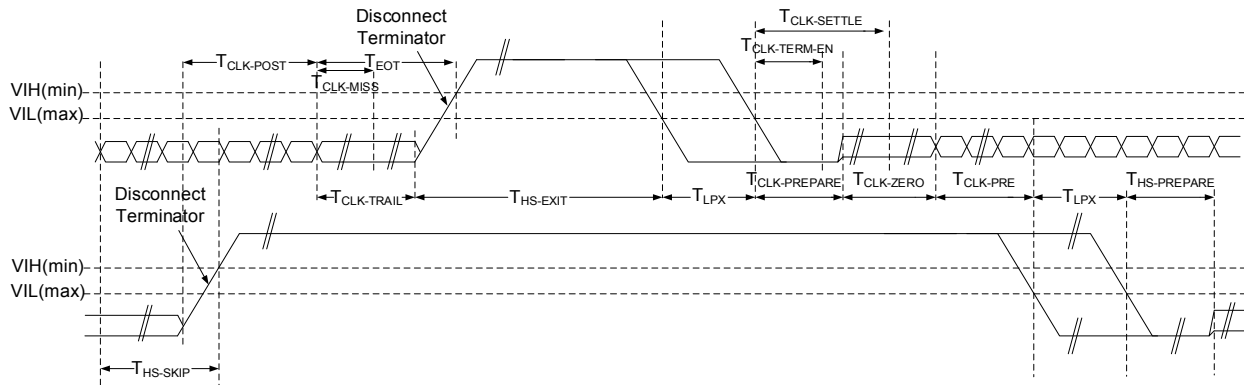 Disconnect
Terminator
TCLK-SETTLE
TCLK-POST
TEOT
TCLK-TERM-EN
TCLK-MISS
VIH(min)
VIL(max)
Disconnect
Terminator
TCLK-TRAIL
THS-EXIT
TLPX
TCLK-PREPARE
TCLK-ZERO
TCLK-PRE
TLPX
THS-PREPARE
VIH(min)
VIL(max)
THS-SKIP